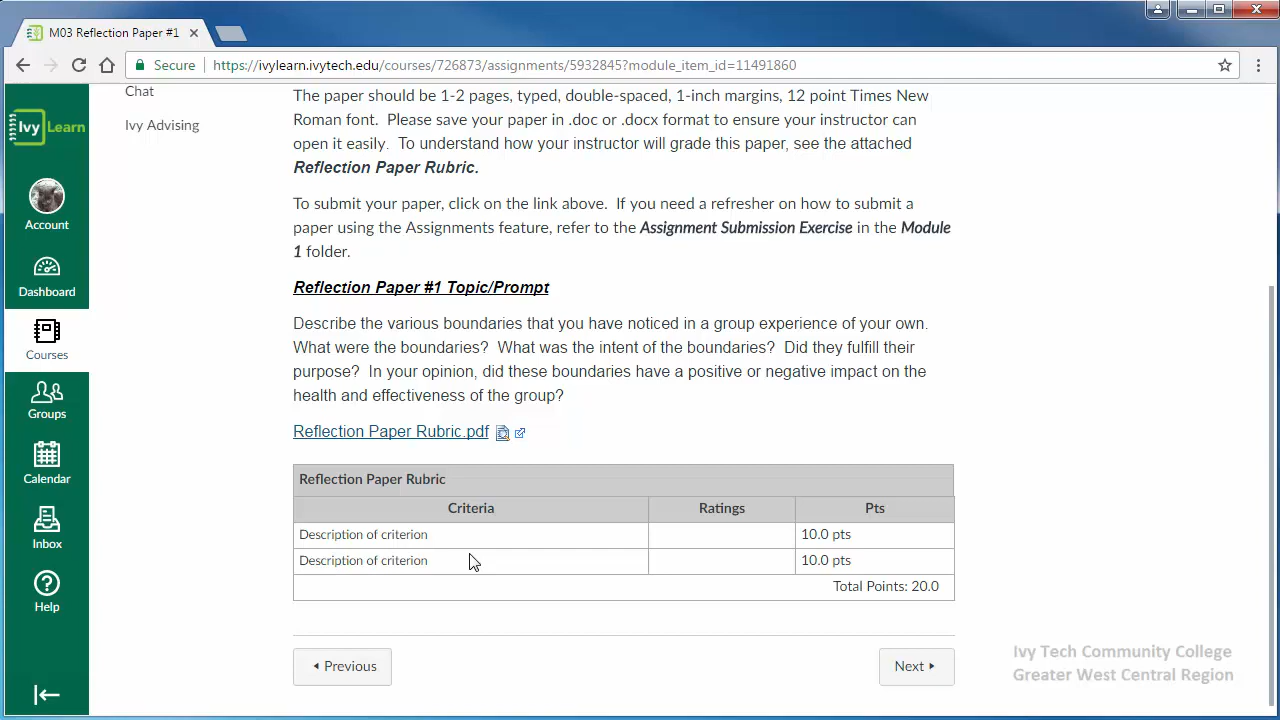 M03 Reflection Paper #1
Secure
https://ivylearn.ivytech.edu/courses/726873/assignments/5932845?module_item_id=11491860
Ivy Learn
Account
Dashboard
Courses
Groups
Calendar
Inbox
Help
Chat
Ivy Advising
The paper should be 1-2 pages, typed, double-spaced, 1-inch margins, 12 point Times New
Roman font.  Please save your paper in .doc or .docx format to ensure your instructor can
open it easily.  To understand how your instructor will grade this paper, see the attached
Reflection Paper Rubric.
To submit your paper, click on the link above.  If you need a refresher on how to submit a
paper using the Assignments feature, refer to the Assignment Submission Exercise in the Module
1 folder.
Reflection Paper #1 Topic/Prompt
Describe the various boundaries that you have noticed in a group experience of your own.
What were the boundaries?  What was the intent of the boundaries?  Did they fulfill their
purpose?  In your opinion, did these boundaries have a positive or negative impact on the
health and effectiveness of the group?
Reflection Paper Rubric.pdf
Reflection Paper Rubric
Criteria Ratings Pts
Description of criterion 10.0 pts
Description of criterion 10.0 pts
Total Points: 20.0
Previous
Next
Ivy Tech Community College
Greater West Central Region